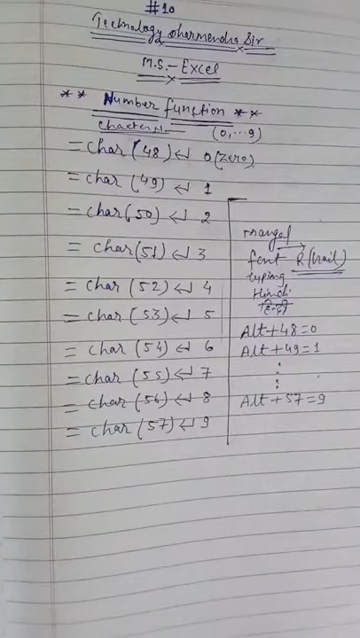 #10
Technology Dharmendra Sir
M.S.- Excel
** Number function **
(0,...9)
=char(48)↵ 0(zero)
=char(49)↵ 1
=char(50)↵ 2
=char(51)↵ 3
=char(52)↵ 4
=char(53)↵ 5
=char(54)↵ 6
=char(55)↵ 7
=char(56)↵ 8
=char(57)↵ 9
mangal
font
typing
Hindi
Alt+48=0
Alt+49=1
:
:
Alt+57=9